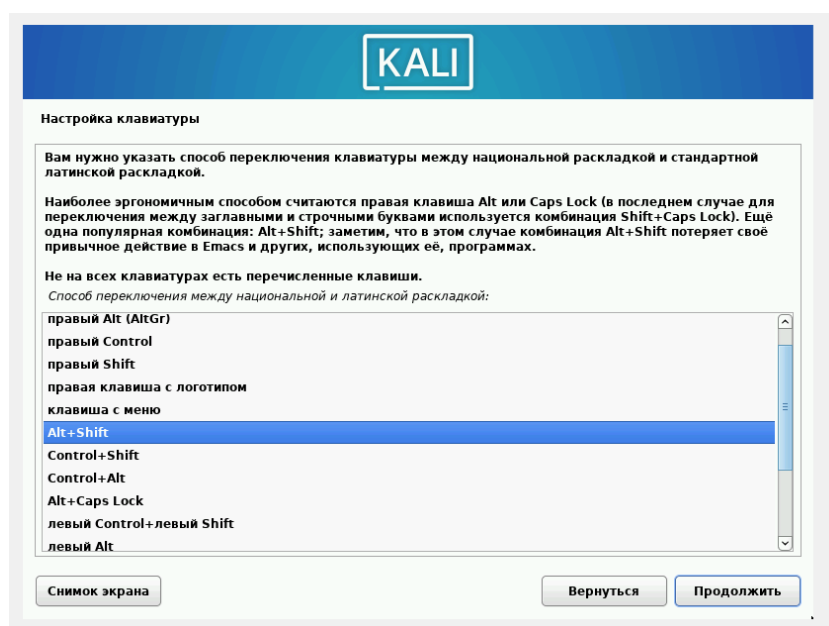 KALI
Настройка клавиатуры
Вам нужно указать способ переключения клавиатуры между национальной раскладкой и стандартной
латинской раскладкой.
Наиболее эргономичным способом считаются правая клавиша Alt или Caps Lock (в последнем случае для
переключения между заглавными и строчными буквами используется комбинация Shift+Caps Lock). Ещё
одна популярная комбинация: Alt+Shift; заметим, что в этом случае комбинация Alt+Shift потеряет своё
привычное действие в Emacs и других, использующих её, программах.
Не на всех клавиатурах есть перечисленные клавиши.
Способ переключения между национальной и латинской раскладкой:
правый Alt (AltGr)
правый Control
правый Shift
правая клавиша с логотипом
клавиша с меню
Alt+Shift
Control+Shift
Control+Alt
Alt+Caps Lock
левый Control+левый Shift
левый Alt
Снимок экрана
Вернуться
Продолжить